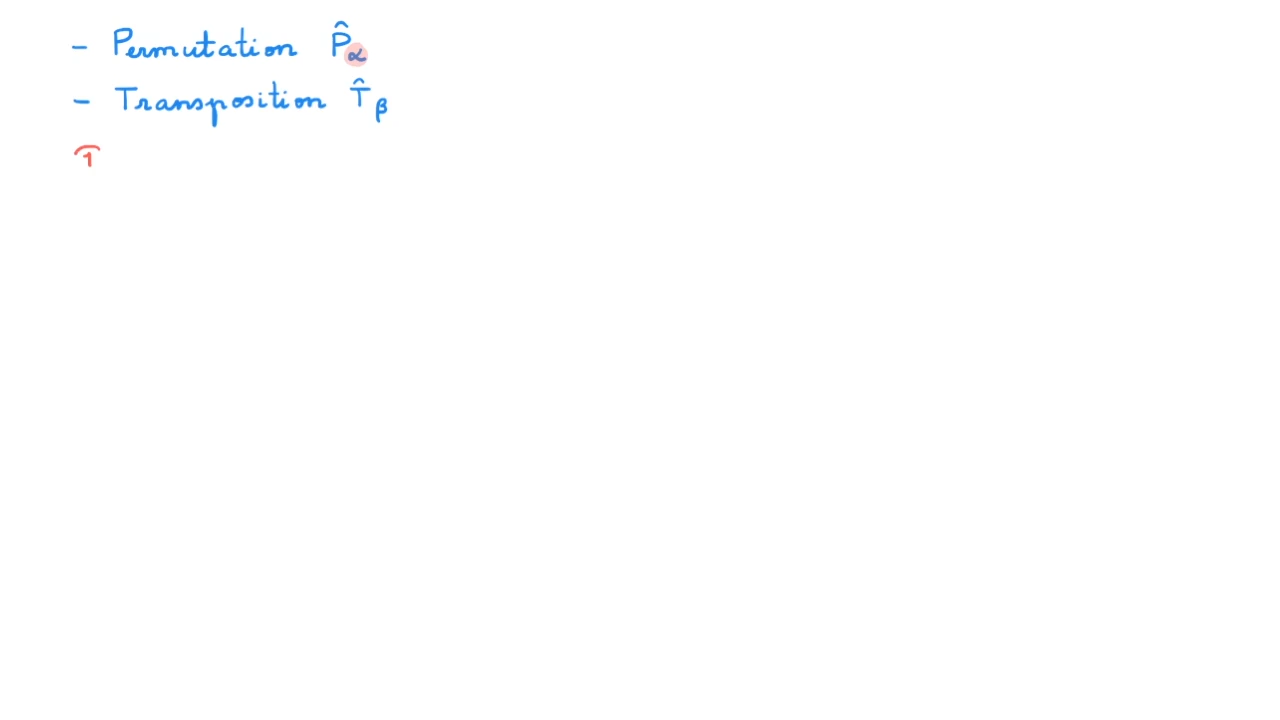 - Permutation P̂α
- Transposition T̂β
1